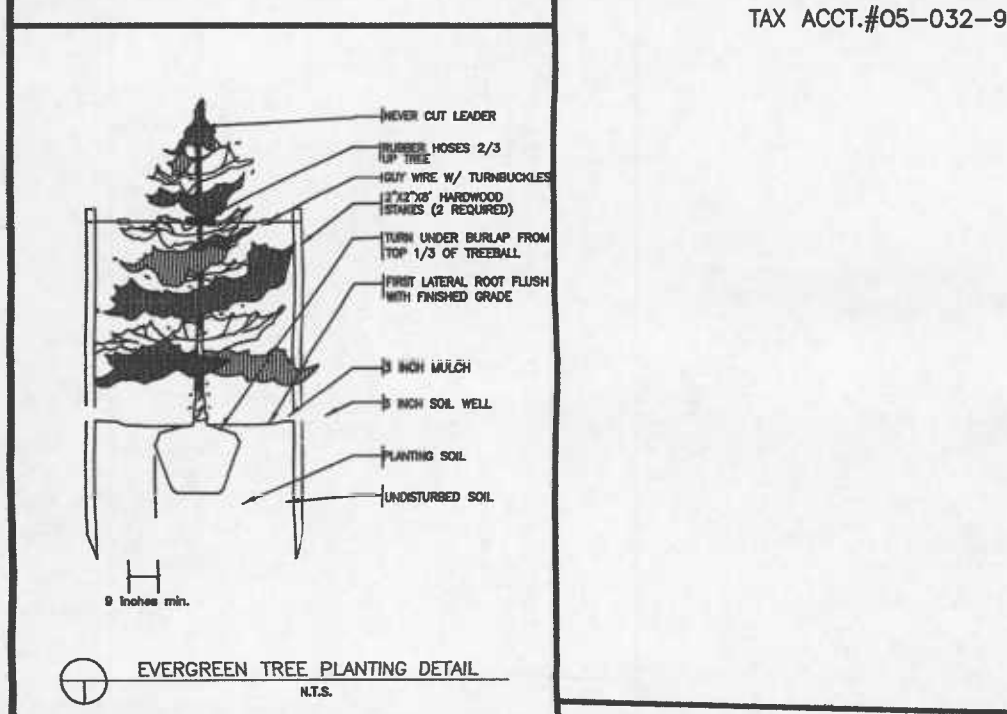 TAX ACCT.#05-032-9
NEVER CUT LEADER
RUBBER HOSES 2/3
UP TREE
GUY WIRE W/ TURNBUCKLES
2"X2"X8' HARDWOOD
STAKES (2 REQUIRED)
TURN UNDER BURLAP FROM
TOP 1/3 OF TREEBALL
FIRST LATERAL ROOT FLUSH
WITH FINISHED GRADE
3 INCH MULCH
3 INCH SOIL WELL
PLANTING SOIL
UNDISTURBED SOIL
9 inches min.
1
EVERGREEN TREE PLANTING DETAIL
N.T.S.